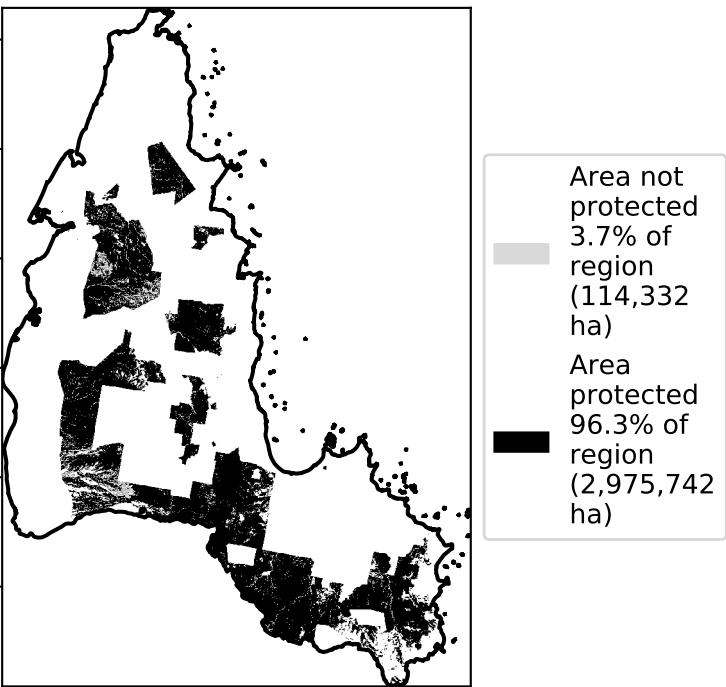 Area not
protected
3.7% of
region
(114,332
ha)
Area
protected
96.3% of
region
(2,975,742
ha)